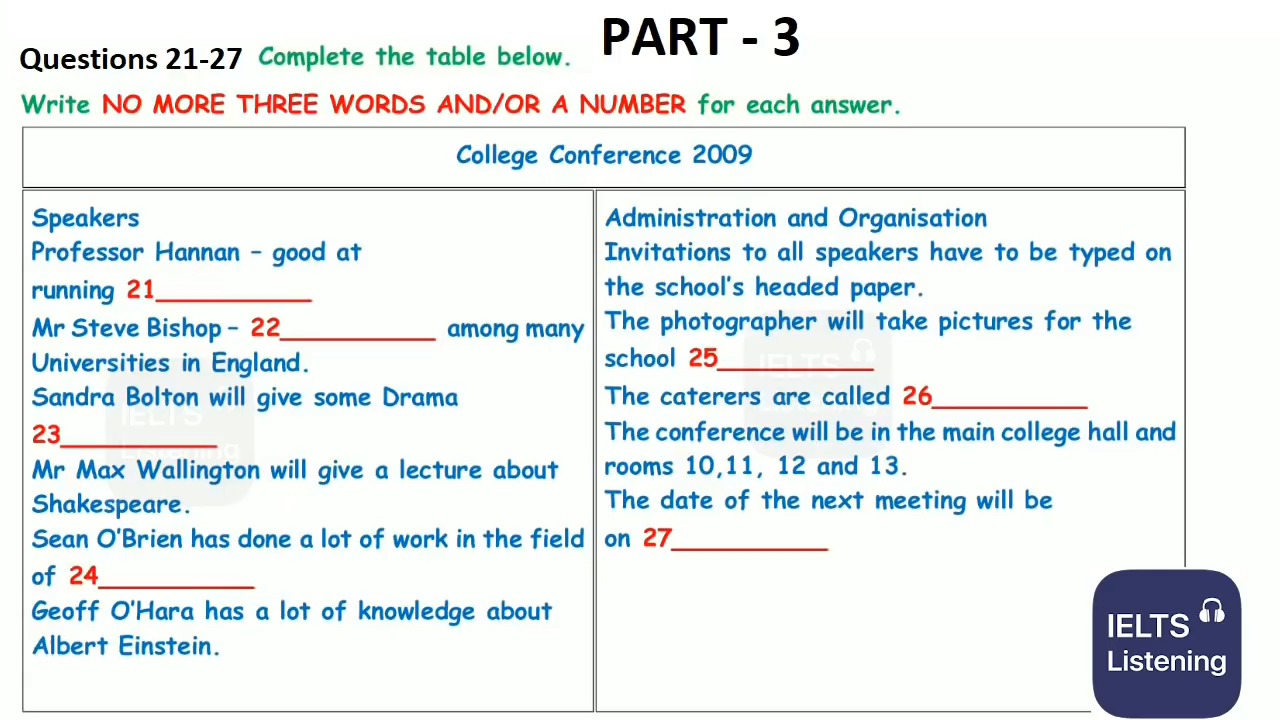 PART - 3
Questions 21-27 Complete the table below.
Write NO MORE THREE WORDS AND/OR A NUMBER for each answer.
College Conference 2009
Speakers
Professor Hannan – good at
running 21___________
Mr Steve Bishop – 22___________ among many
Universities in England.
Sandra Bolton will give some Drama
23___________
Mr Max Wallington will give a lecture about
Shakespeare.
Sean O'Brien has done a lot of work in the field
of 24___________
Geoff O'Hara has a lot of knowledge about
Albert Einstein.
Administration and Organisation
Invitations to all speakers have to be typed on
the school's headed paper.
The photographer will take pictures for the
school 25___________
The caterers are called 26___________
The conference will be in the main college hall and
rooms 10,11, 12 and 13.
The date of the next meeting will be
on 27___________
IELTS
Listening
IELTS
Listening
IELTS
Listening